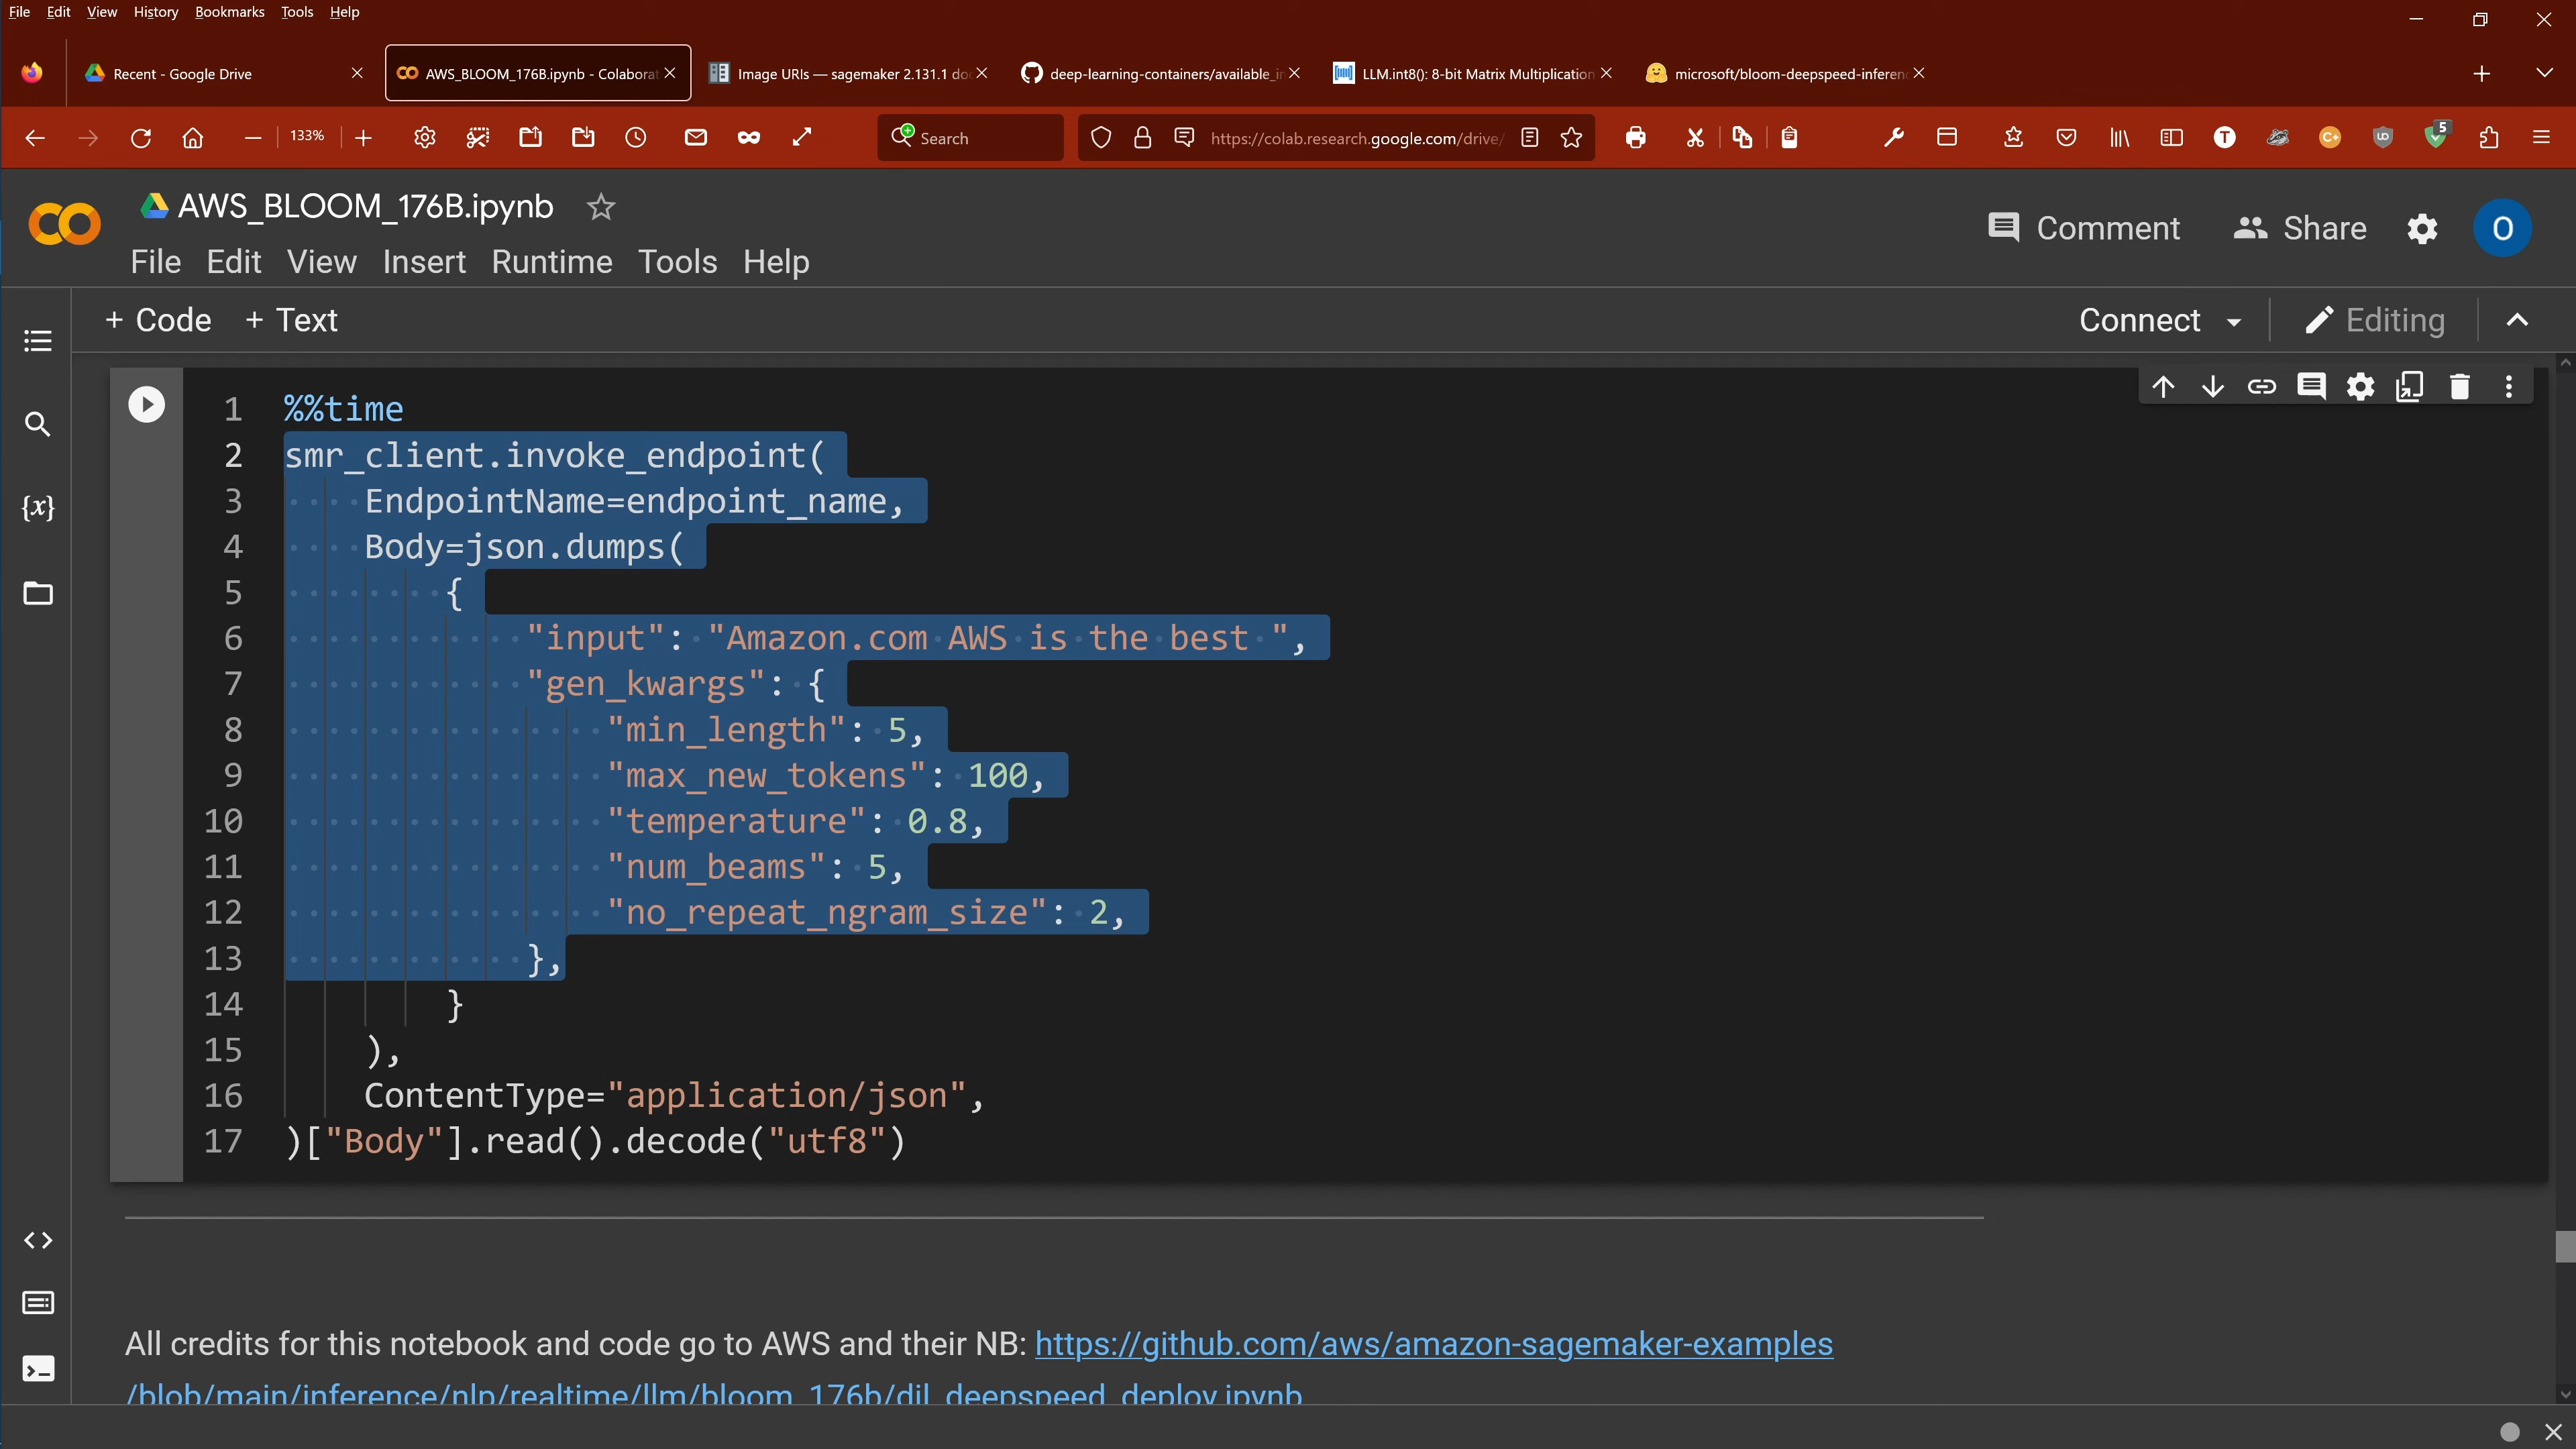 File Edit View History Bookmarks Tools Help
Recent - Google Drive
AWS_BLOOM_176B.ipynb - Colaborat
Image URIs — sagemaker 2.131.1 do
deep-learning-containers/available_i
LLM.int8(): 8-bit Matrix Multiplication
microsoft/bloom-deepspeed-inferen
133%
Search
https://colab.research.google.com/drive/
5
AWS_BLOOM_176B.ipynb
Comment
Share
O
File Edit View Insert Runtime Tools Help
+ Code + Text
Connect
Editing
1 %%time
2 smr_client.invoke_endpoint(
3 EndpointName=endpoint_name,
4 Body=json.dumps(
5 {
6 "input": "Amazon.com AWS is the best ",
7 "gen_kwargs": {
8 "min_length": 5,
9 "max_new_tokens": 100,
10 "temperature": 0.8,
11 "num_beams": 5,
12 "no_repeat_ngram_size": 2,
13 },
14 }
15 ),
16 ContentType="application/json",
17 )["Body"].read().decode("utf8")
{x}
All credits for this notebook and code go to AWS and their NB: https://github.com/aws/amazon-sagemaker-examples
/blob/main/inference/nlp/realtime/llm/bloom_176b/djl_deepspeed_deploy.ipynb